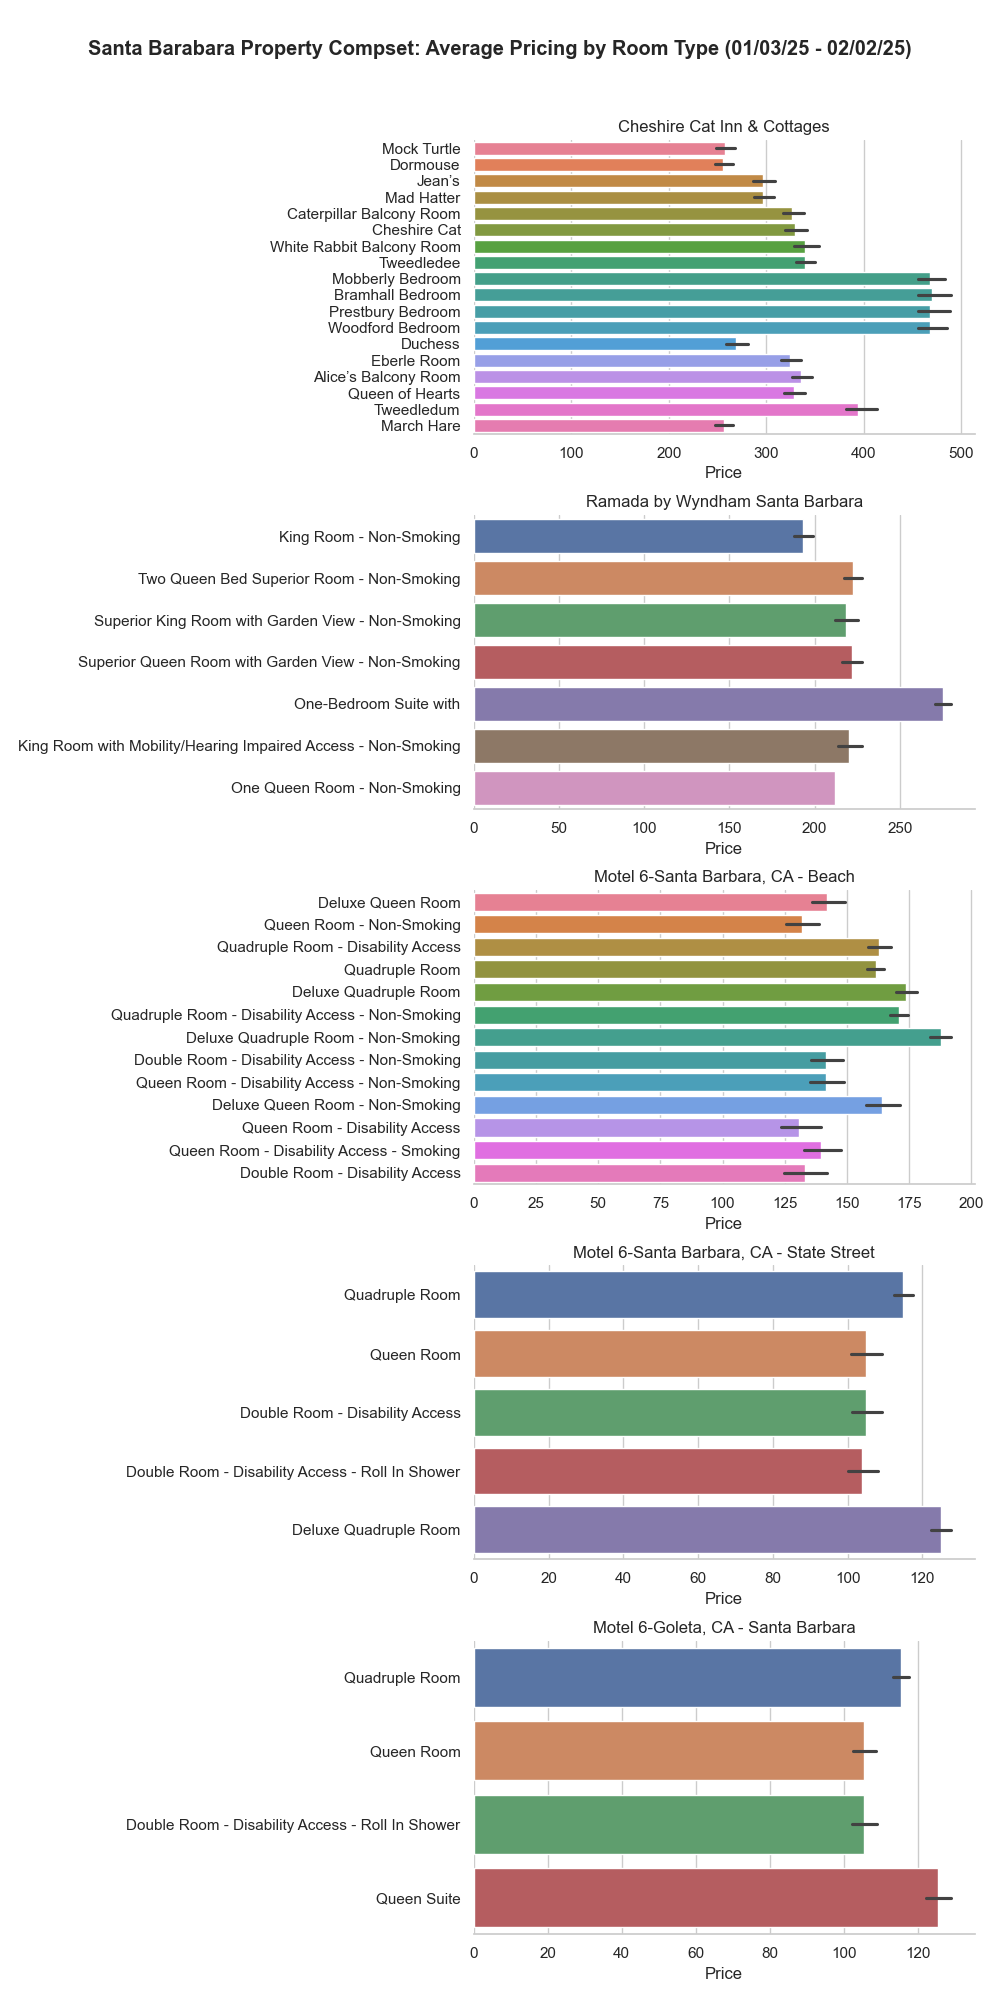 Santa Barabara Property Compset: Average Pricing by Room Type (01/03/25 - 02/02/25)
Cheshire Cat Inn & Cottages
Mock Turtle
Dormouse
Jean’s
Mad Hatter
Caterpillar Balcony Room
Cheshire Cat
White Rabbit Balcony Room
Tweedledee
Mobberly Bedroom
Bramhall Bedroom
Prestbury Bedroom
Woodford Bedroom
Duchess
Eberle Room
Alice’s Balcony Room
Queen of Hearts
Tweedledum
March Hare
0 100 200 300 400 500
Price
Ramada by Wyndham Santa Barbara
King Room - Non-Smoking
Two Queen Bed Superior Room - Non-Smoking
Superior King Room with Garden View - Non-Smoking
Superior Queen Room with Garden View - Non-Smoking
One-Bedroom Suite with
King Room with Mobility/Hearing Impaired Access - Non-Smoking
One Queen Room - Non-Smoking
0 50 100 150 200 250
Price
Motel 6-Santa Barbara, CA - Beach
Deluxe Queen Room
Queen Room - Non-Smoking
Quadruple Room - Disability Access
Quadruple Room
Deluxe Quadruple Room
Quadruple Room - Disability Access - Non-Smoking
Deluxe Quadruple Room - Non-Smoking
Double Room - Disability Access - Non-Smoking
Queen Room - Disability Access - Non-Smoking
Deluxe Queen Room - Non-Smoking
Queen Room - Disability Access
Queen Room - Disability Access - Smoking
Double Room - Disability Access
0 25 50 75 100 125 150 175 200
Price
Motel 6-Santa Barbara, CA - State Street
Quadruple Room
Queen Room
Double Room - Disability Access
Double Room - Disability Access - Roll In Shower
Deluxe Quadruple Room
0 20 40 60 80 100 120
Price
Motel 6-Goleta, CA - Santa Barbara
Quadruple Room
Queen Room
Double Room - Disability Access - Roll In Shower
Queen Suite
0 20 40 60 80 100 120
Price